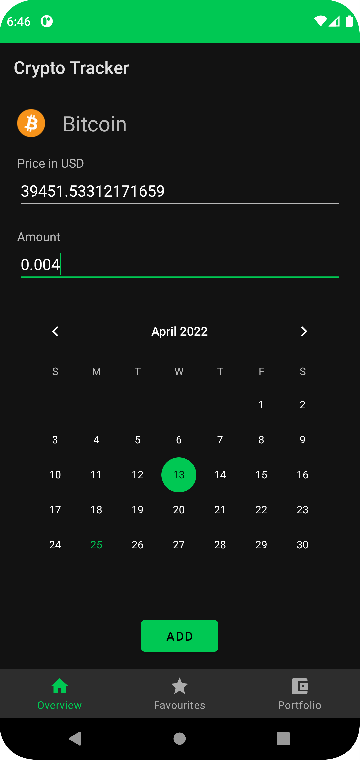 6:46
Crypto Tracker
Bitcoin
Price in USD
39451.53312171659
Amount
0.004
April 2022
S M T W T F S
1 2
3 4 5 6 7 8 9
10 11 12 13 14 15 16
17 18 19 20 21 22 23
24 25 26 27 28 29 30
ADD
Overview Favourites Portfolio